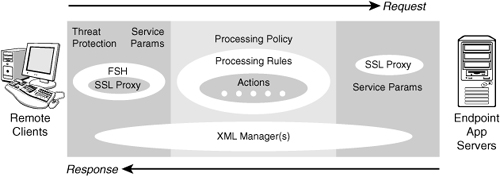 Request
Threat
Protection
Service
Params
Processing Policy
FSH
SSL Proxy
Processing Rules
Actions
SSL Proxy
Service Params
Remote
Clients
Endpoint
App
Servers
XML Manager(s)
Response